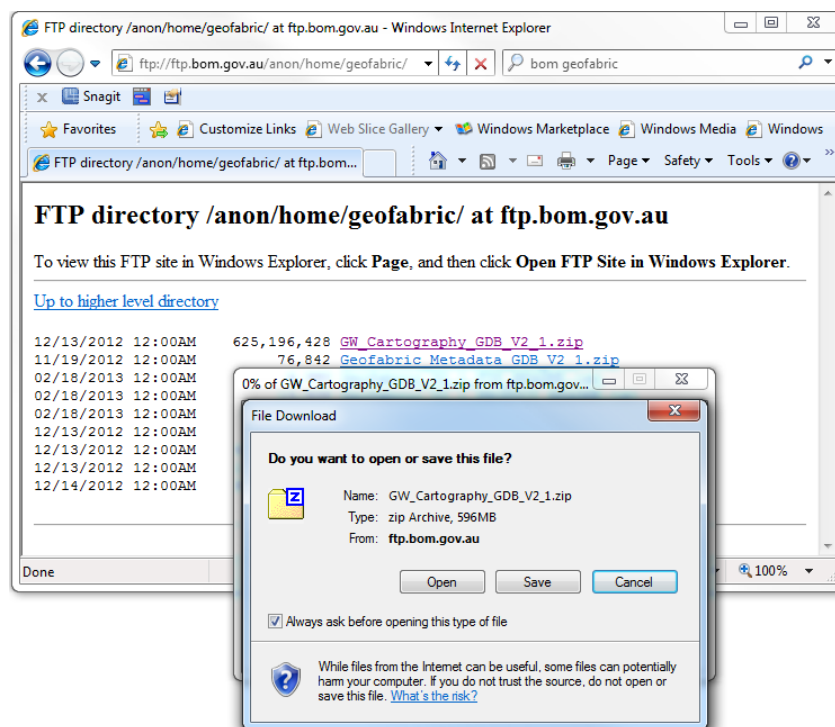 FTP directory /anon/home/geofabric/ at ftp.bom.gov.au - Windows Internet Explorer
ftp://ftp.bom.gov.au/anon/home/geofabric/ bom geofabric
x Snagit
Favorites Customize Links Web Slice Gallery Windows Marketplace Windows Media Windows
FTP directory /anon/home/geofabric/ at ftp.bom... Page Safety Tools »
FTP directory /anon/home/geofabric/ at ftp.bom.gov.au
To view this FTP site in Windows Explorer, click Page, and then click Open FTP Site in Windows Explorer.
Up to higher level directory
12/13/2012 12:00AM 625,196,428 GW_Cartography_GDB_V2_1.zip
11/19/2012 12:00AM 76,842 Geofabric_Metadata_GDB_V2_1.zip
02/18/2013 12:00AM
02/18/2013 12:00AM
02/18/2013 12:00AM
12/13/2012 12:00AM
12/13/2012 12:00AM
12/13/2012 12:00AM
12/14/2012 12:00AM
0% of GW_Cartography_GDB_V2_1.zip from ftp.bom.gov...
File Download
Do you want to open or save this file?
Name: GW_Cartography_GDB_V2_1.zip
Type: zip Archive, 596MB
From: ftp.bom.gov.au
Open Save Cancel
Always ask before opening this type of file
While files from the Internet can be useful, some files can potentially
harm your computer. If you do not trust the source, do not open or
save this file. What's the risk?
Done 100%